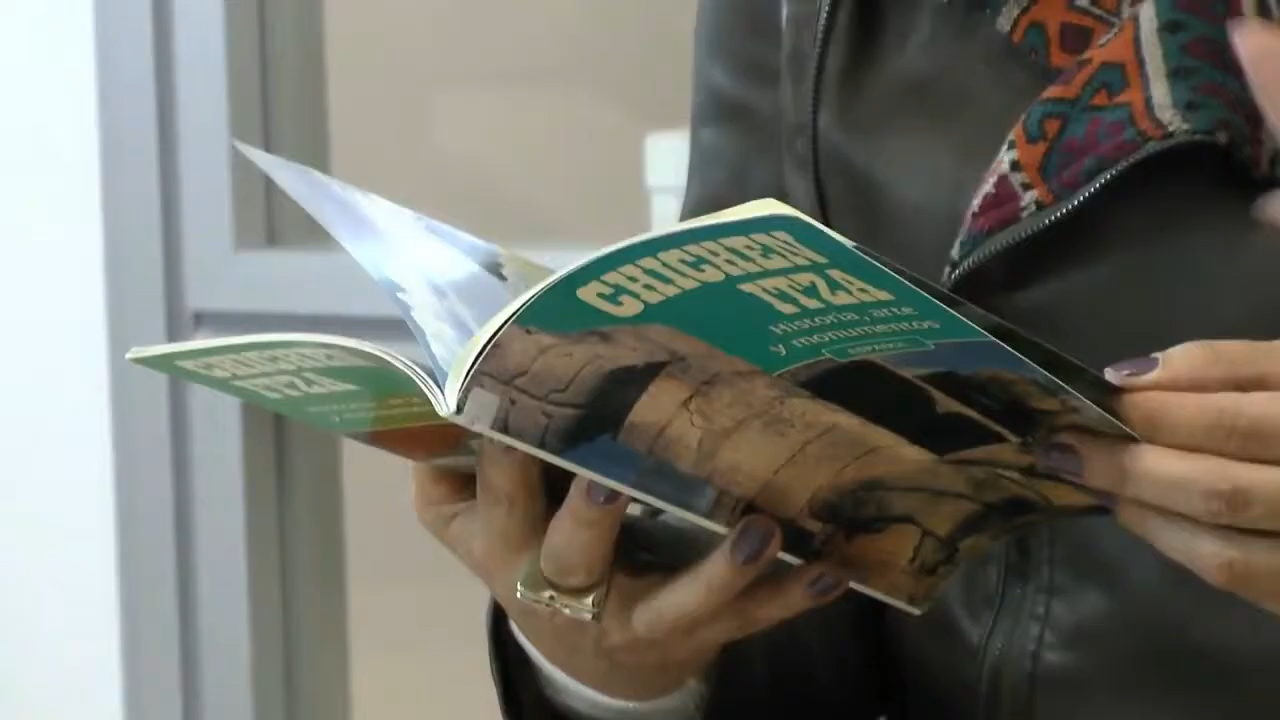 CHICHEN
ITZA
Historia, arte
y monumentos
ESPAÑOL
CHICHEN
ITZA